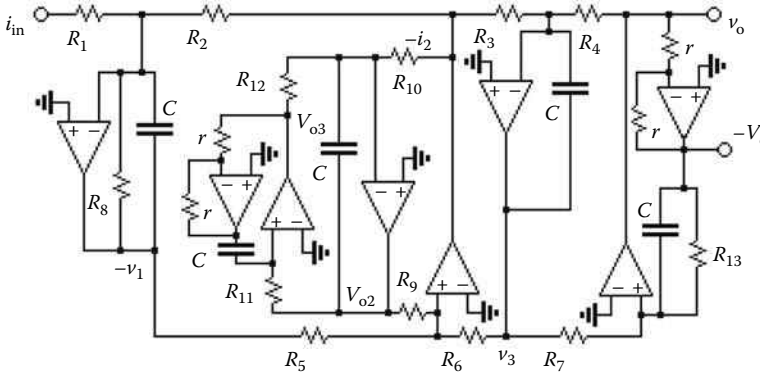 i_in R_1 R_2 −i_2 R_3 R_4 v_o
R_12 R_10 r
C C
+ − C r V_o3 + − r − + −V
− + C − +
R_8 r + − C
C R_13
−v_1 R_11 V_o2 R_9 + − − +
R_5 R_6 v_3 R_7